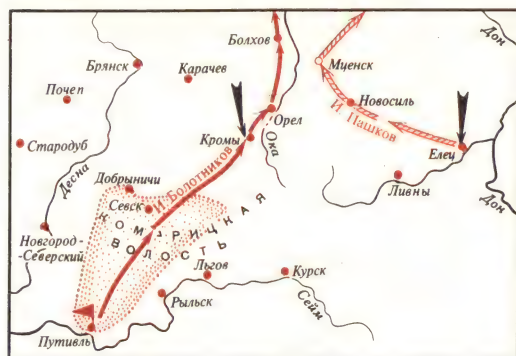 Болхов
Дон
Мценск
Брянск
Карачев
Почеп
Новосиль
Орел
И. Пашков
Стародуб
Кромы
Ока
Елец
Десна
Добрыничи
И. Болотников
Ливны
Севск
КОМАРИЦКАЯ
ВОЛОСТЬ
Дон
Новгород-
-Северский
Льгов
Курск
Рыльск
Сейм
Путивль